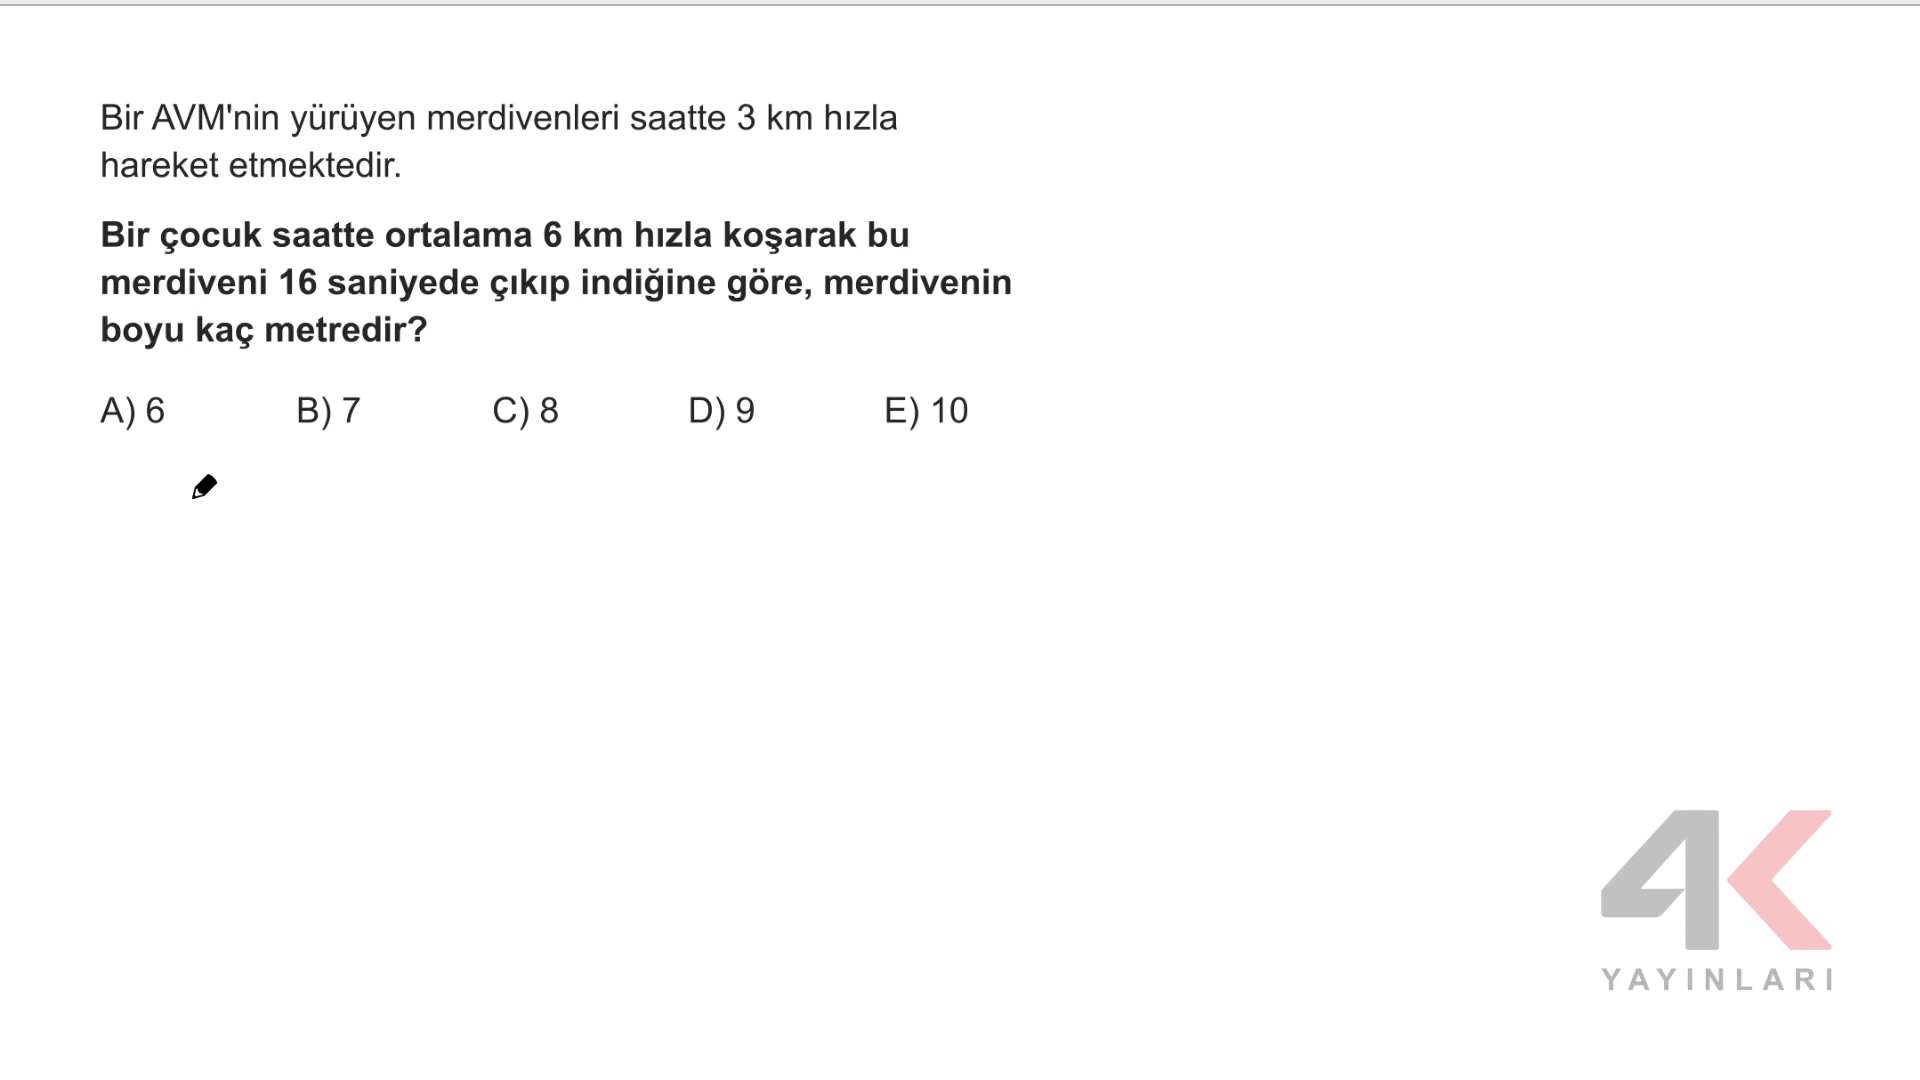 Bir AVM'nin yürüyen merdivenleri saatte 3 km hızla
hareket etmektedir.
Bir çocuk saatte ortalama 6 km hızla koşarak bu
merdiveni 16 saniyede çıkıp indiğine göre, merdivenin
boyu kaç metredir?
A) 6 B) 7 C) 8 D) 9 E) 10
4K
YAYINLARI